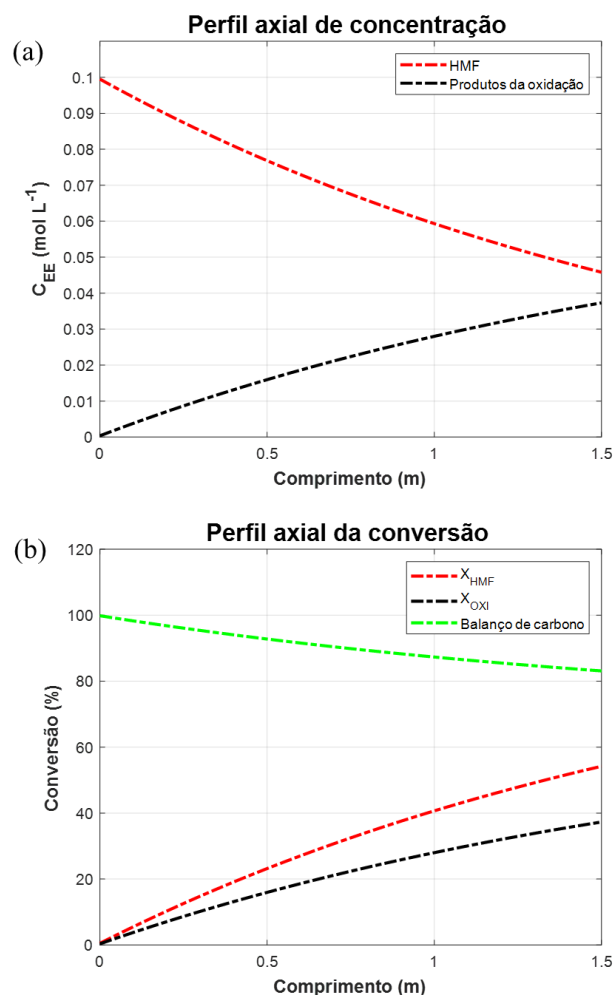 (a)
Perfil axial de concentração
HMF
Produtos da oxidação
0.1
0.09
0.08
0.07
0.06
0.05
0.04
0.03
0.02
0.01
0
C_EE (mol L^-1)
0 0.5 1 1.5
Comprimento (m)
(b)
Perfil axial da conversão
X_HMF
X_OXI
Balanço de carbono
120
100
80
60
40
20
0
Conversão (%)
0 0.5 1 1.5
Comprimento (m)